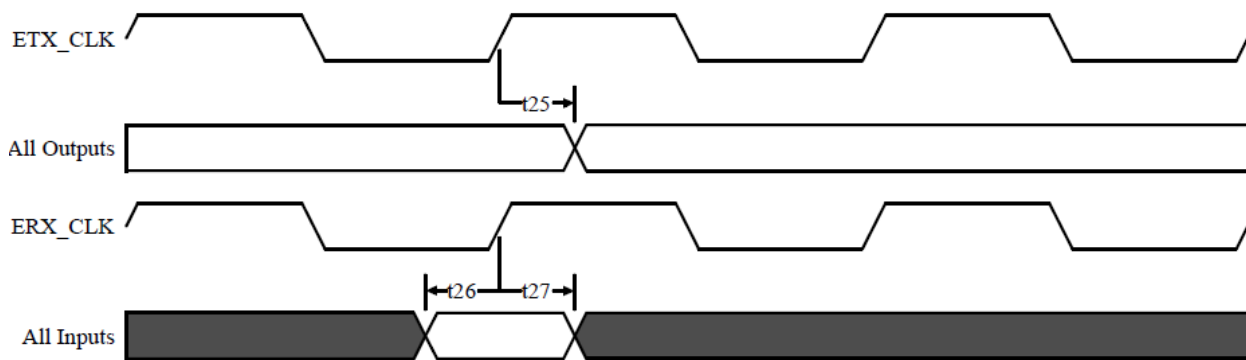 ETX_CLK
t25
All Outputs
ERX_CLK
t26 t27
All Inputs